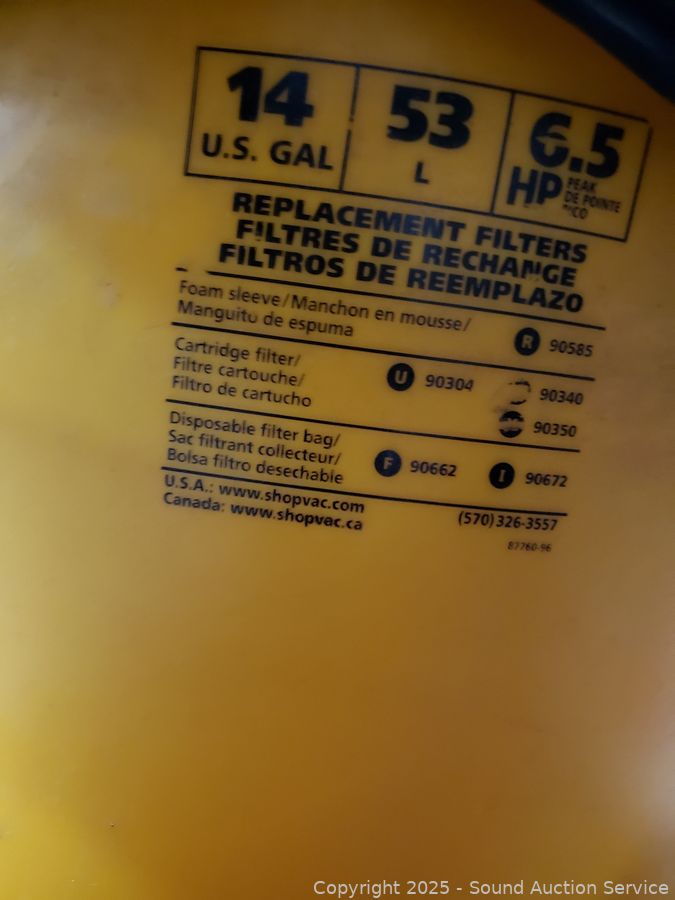 14
U.S. GAL
53
L
6.5
HP PEAK
DE POINTE
REPLACEMENT FILTERS
FILTRES DE RECHANGE
FILTROS DE REEMPLAZO
Foam sleeve/Manchon en mousse/
Manguito de espuma
R 90585
Cartridge filter/
Filtre cartouche/
Filtro de cartucho
U 90304
90340
90350
Disposable filter bag/
Sac filtrant collecteur/
Bolsa filtro desechable
F 90662
I 90672
U.S.A.: www.shopvac.com
Canada: www.shopvac.ca
(570) 326-3557
87760-96
Copyright 2025 - Sound Auction Service